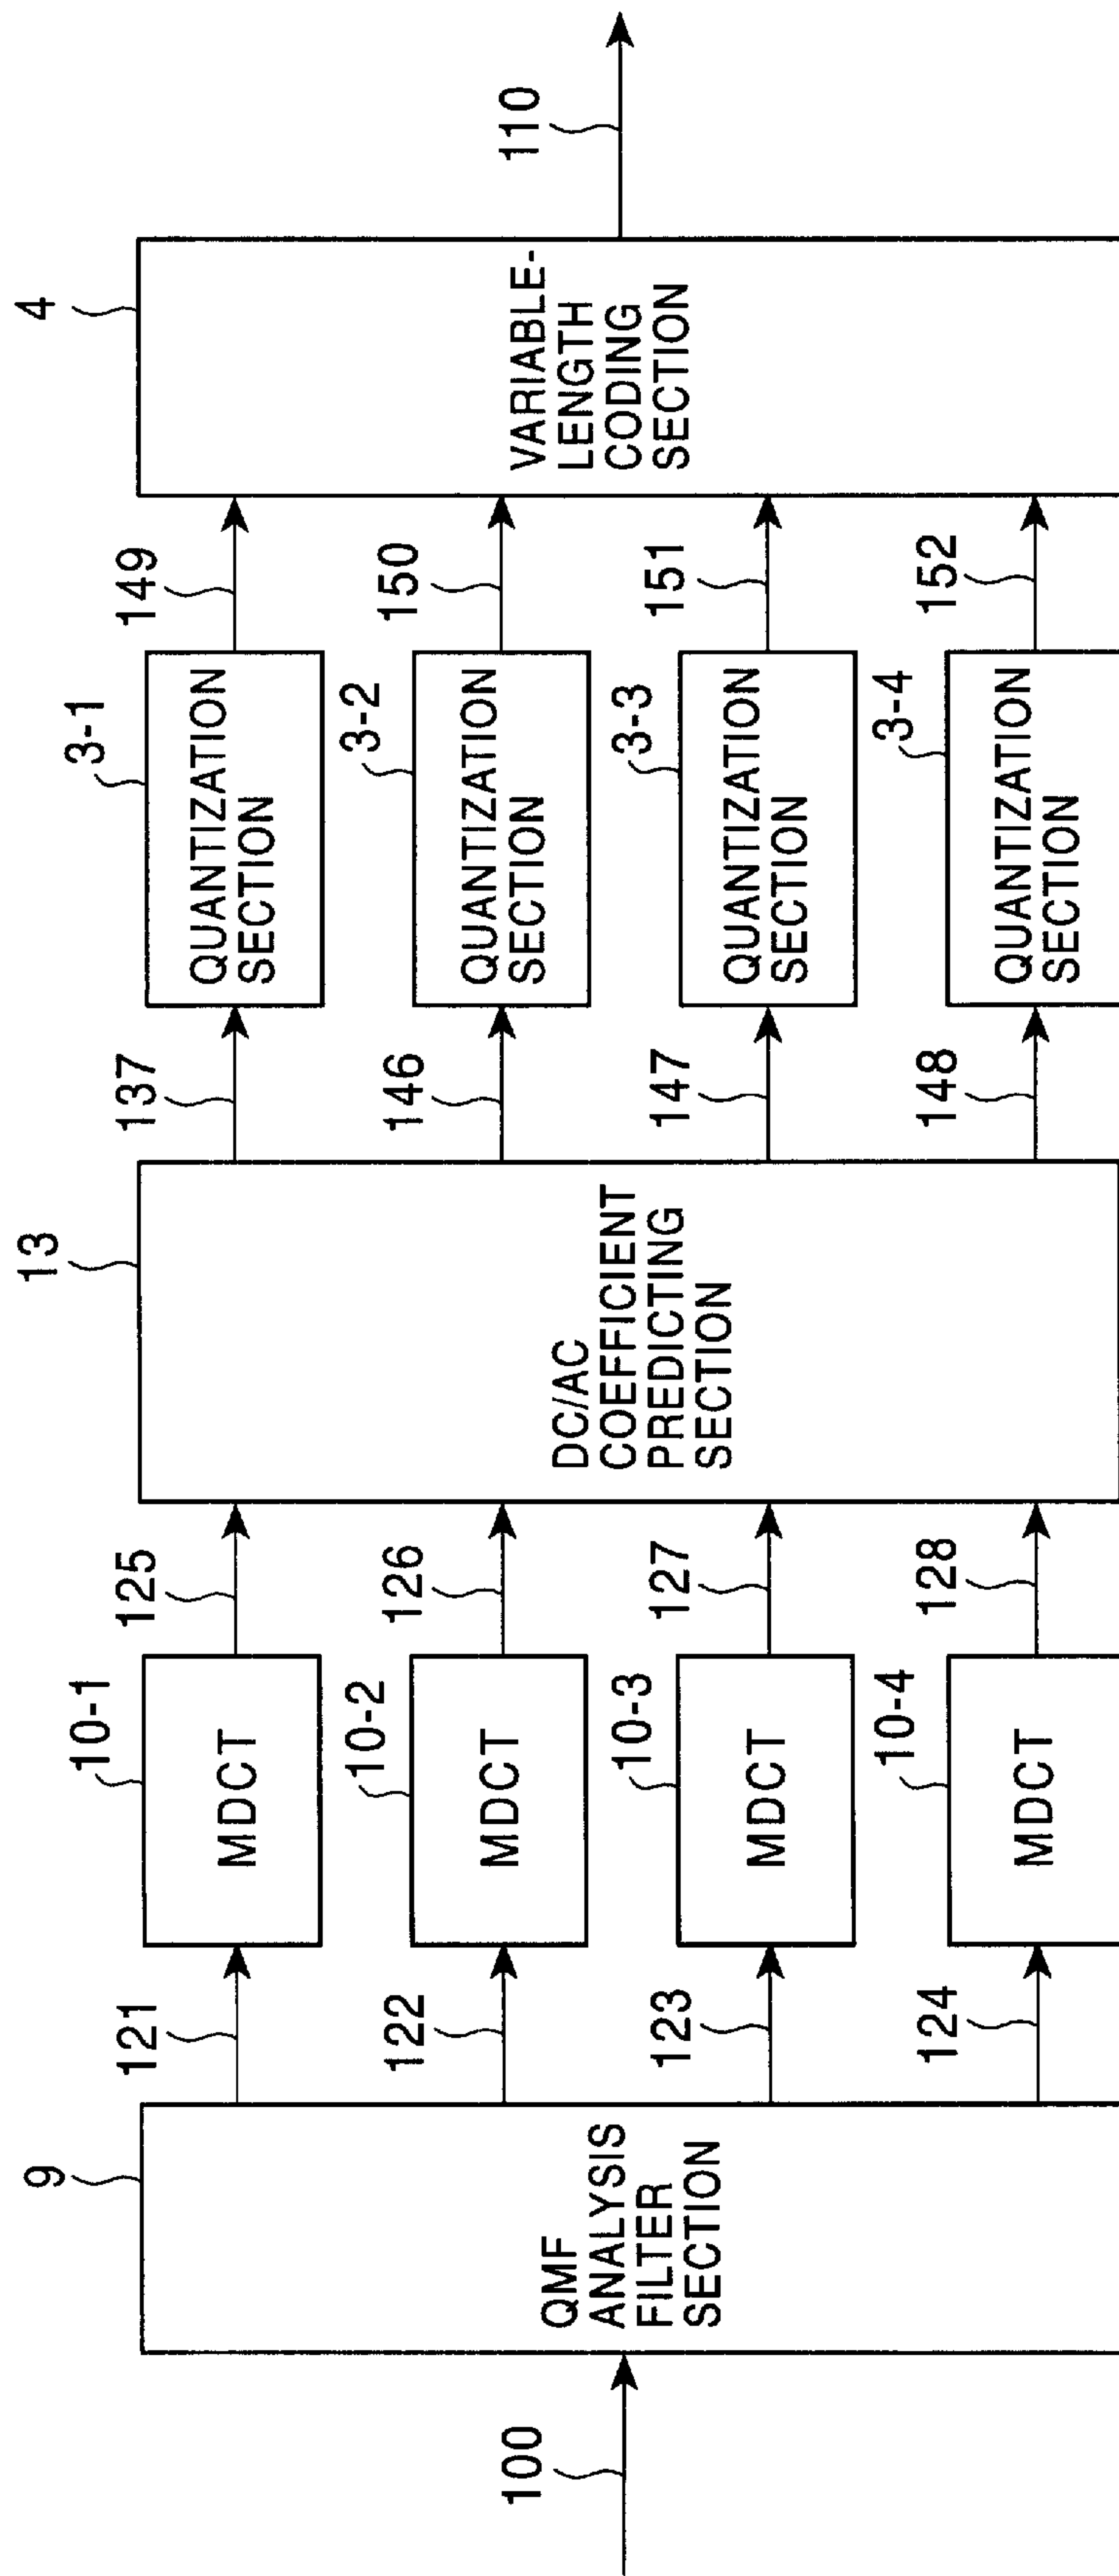 100
9
QMF
ANALYSIS
FILTER
SECTION
121
122
123
124
10-1
MDCT
10-2
MDCT
10-3
MDCT
10-4
MDCT
125
126
127
128
13
DC/AC
COEFFICIENT
PREDICTING
SECTION
137
146
147
148
3-1
QUANTIZATION
SECTION
3-2
QUANTIZATION
SECTION
3-3
QUANTIZATION
SECTION
3-4
QUANTIZATION
SECTION
149
150
151
152
4
VARIABLE-
LENGTH
CODING
SECTION
110